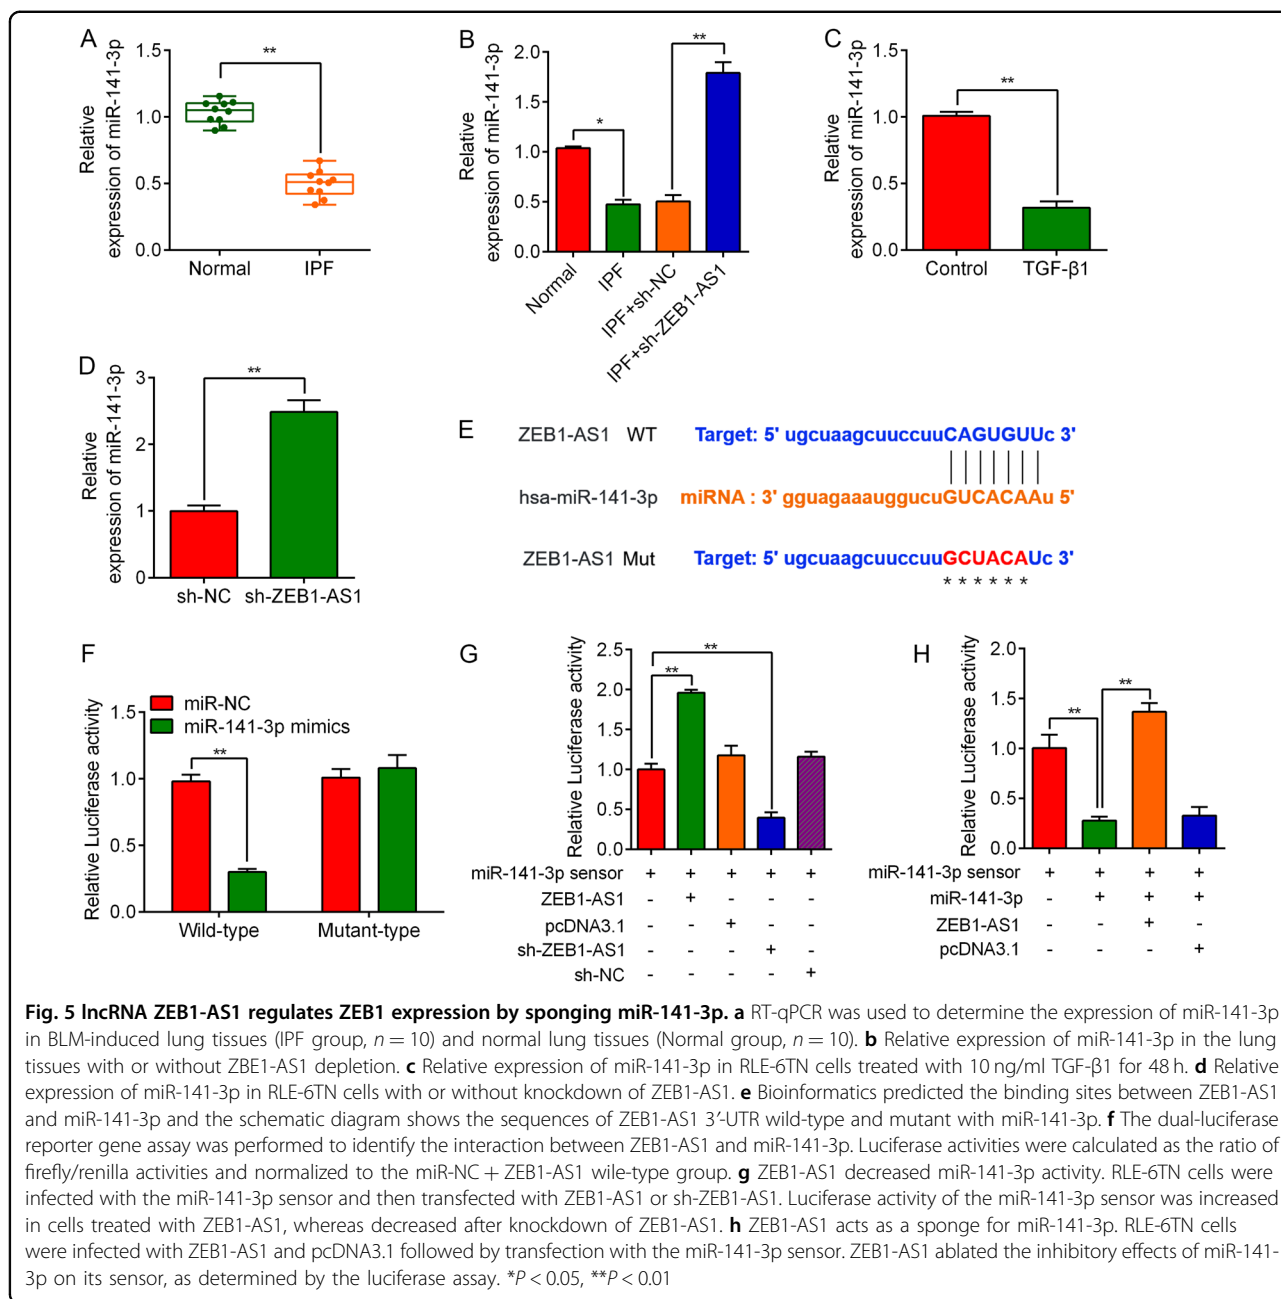 A
Relative
expression of miR-141-3p
1.5
1.0
0.5
0.0
**
Normal
IPF
B
Relative
expression of miR-141-3p
2.0
1.5
1.0
0.5
0.0
*
**
Normal
IPF
IPF+sh-NC
IPF+sh-ZEB1-AS1
C
Relative
expression of miR-141-3p
1.5
1.0
0.5
0.0
**
Control
TGF-β1
D
Relative
expression of miR-141-3p
3
2
1
0
**
sh-NC
sh-ZEB1-AS1
E
ZEB1-AS1 WT Target: 5' ugcuaagcuuccuuCAGUGUUc 3'
hsa-miR-141-3p miRNA : 3' gguagaaauggucuGUCACAAu 5'
ZEB1-AS1 Mut Target: 5' ugcuaagcuuccuuGCUACAUc 3'
* * * * * *
F
Relative Luciferase activity
miR-NC
miR-141-3p mimics
1.5
1.0
0.5
0.0
**
Wild-type
Mutant-type
G
Relative Luciferase activity
2.5
2.0
1.5
1.0
0.5
0.0
**
**
miR-141-3p sensor + + + + +
ZEB1-AS1 - + - - -
pcDNA3.1 - - + - -
sh-ZEB1-AS1 - - - + -
sh-NC - - - - +
H
Relative Luciferase activity
2.0
1.5
1.0
0.5
0.0
**
**
miR-141-3p sensor + + + +
miR-141-3p - + + +
ZEB1-AS1 - - + -
pcDNA3.1 - - - +
Fig. 5 lncRNA ZEB1-AS1 regulates ZEB1 expression by sponging miR-141-3p. a RT-qPCR was used to determine the expression of miR-141-3p
in BLM-induced lung tissues (IPF group, n = 10) and normal lung tissues (Normal group, n = 10). b Relative expression of miR-141-3p in the lung
tissues with or without ZBE1-AS1 depletion. c Relative expression of miR-141-3p in RLE-6TN cells treated with 10 ng/ml TGF-β1 for 48 h. d Relative
expression of miR-141-3p in RLE-6TN cells with or without knockdown of ZEB1-AS1. e Bioinformatics predicted the binding sites between ZEB1-AS1
and miR-141-3p and the schematic diagram shows the sequences of ZEB1-AS1 3′-UTR wild-type and mutant with miR-141-3p. f The dual-luciferase
reporter gene assay was performed to identify the interaction between ZEB1-AS1 and miR-141-3p. Luciferase activities were calculated as the ratio of
firefly/renilla activities and normalized to the miR-NC + ZEB1-AS1 wile-type group. g ZEB1-AS1 decreased miR-141-3p activity. RLE-6TN cells were
infected with the miR-141-3p sensor and then transfected with ZEB1-AS1 or sh-ZEB1-AS1. Luciferase activity of the miR-141-3p sensor was increased
in cells treated with ZEB1-AS1, whereas decreased after knockdown of ZEB1-AS1. h ZEB1-AS1 acts as a sponge for miR-141-3p. RLE-6TN cells
were infected with ZEB1-AS1 and pcDNA3.1 followed by transfection with the miR-141-3p sensor. ZEB1-AS1 ablated the inhibitory effects of miR-141-
3p on its sensor, as determined by the luciferase assay. *P < 0.05, **P < 0.01